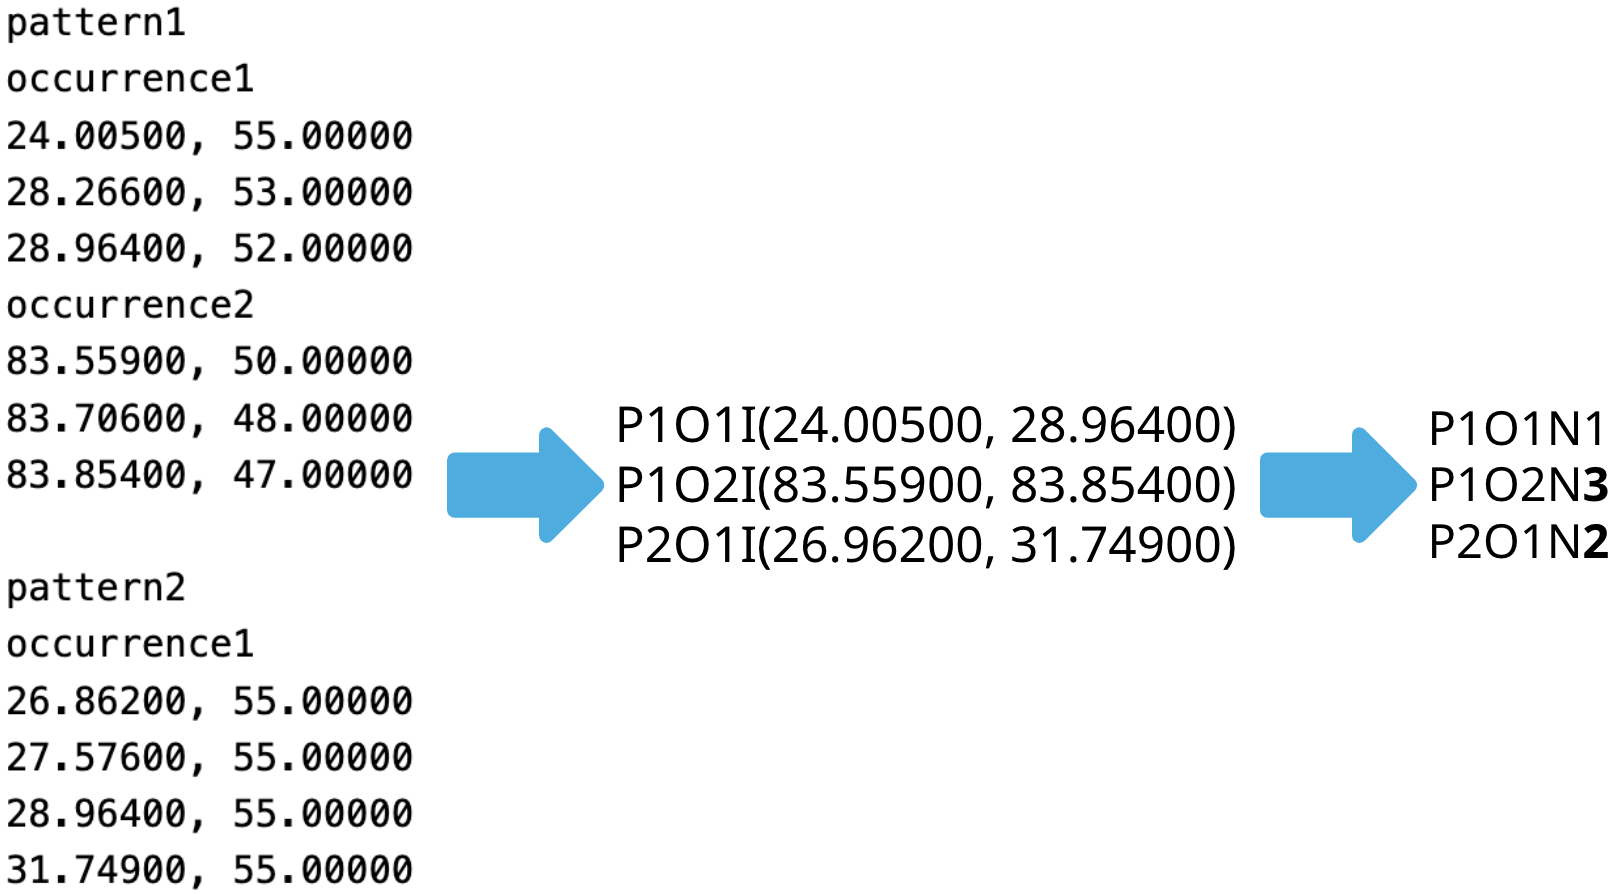 pattern1
occurrence1
24.00500, 55.00000
28.26600, 53.00000
28.96400, 52.00000
occurrence2
83.55900, 50.00000
83.70600, 48.00000
83.85400, 47.00000
pattern2
occurrence1
26.86200, 55.00000
27.57600, 55.00000
28.96400, 55.00000
31.74900, 55.00000
P1O1I(24.00500, 28.96400)
P1O2I(83.55900, 83.85400)
P2O1I(26.96200, 31.74900)
P1O1N1
P1O2N3
P2O1N2